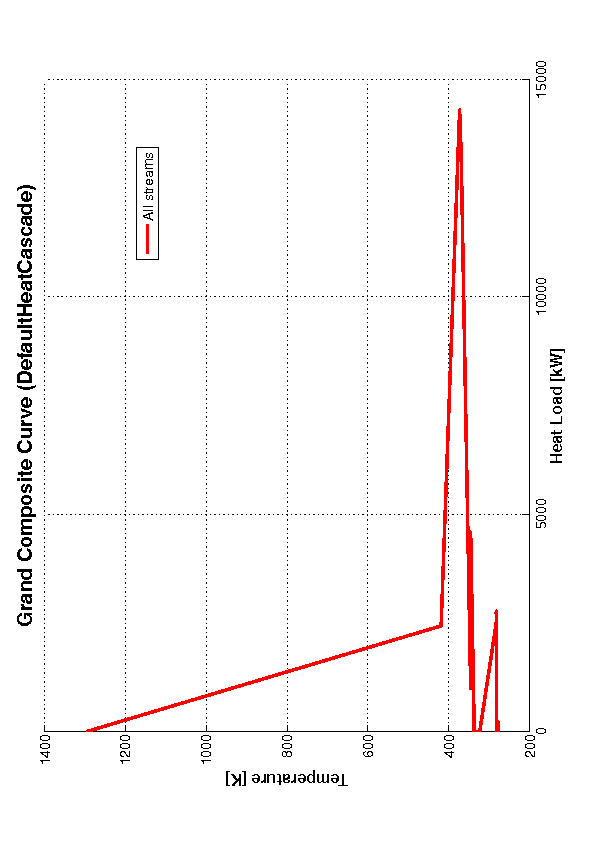 Grand Composite Curve (DefaultHeatCascade)
All streams
Temperature [K]
1400
1200
1000
800
600
400
200
0
5000
10000
15000
Heat Load [kW]